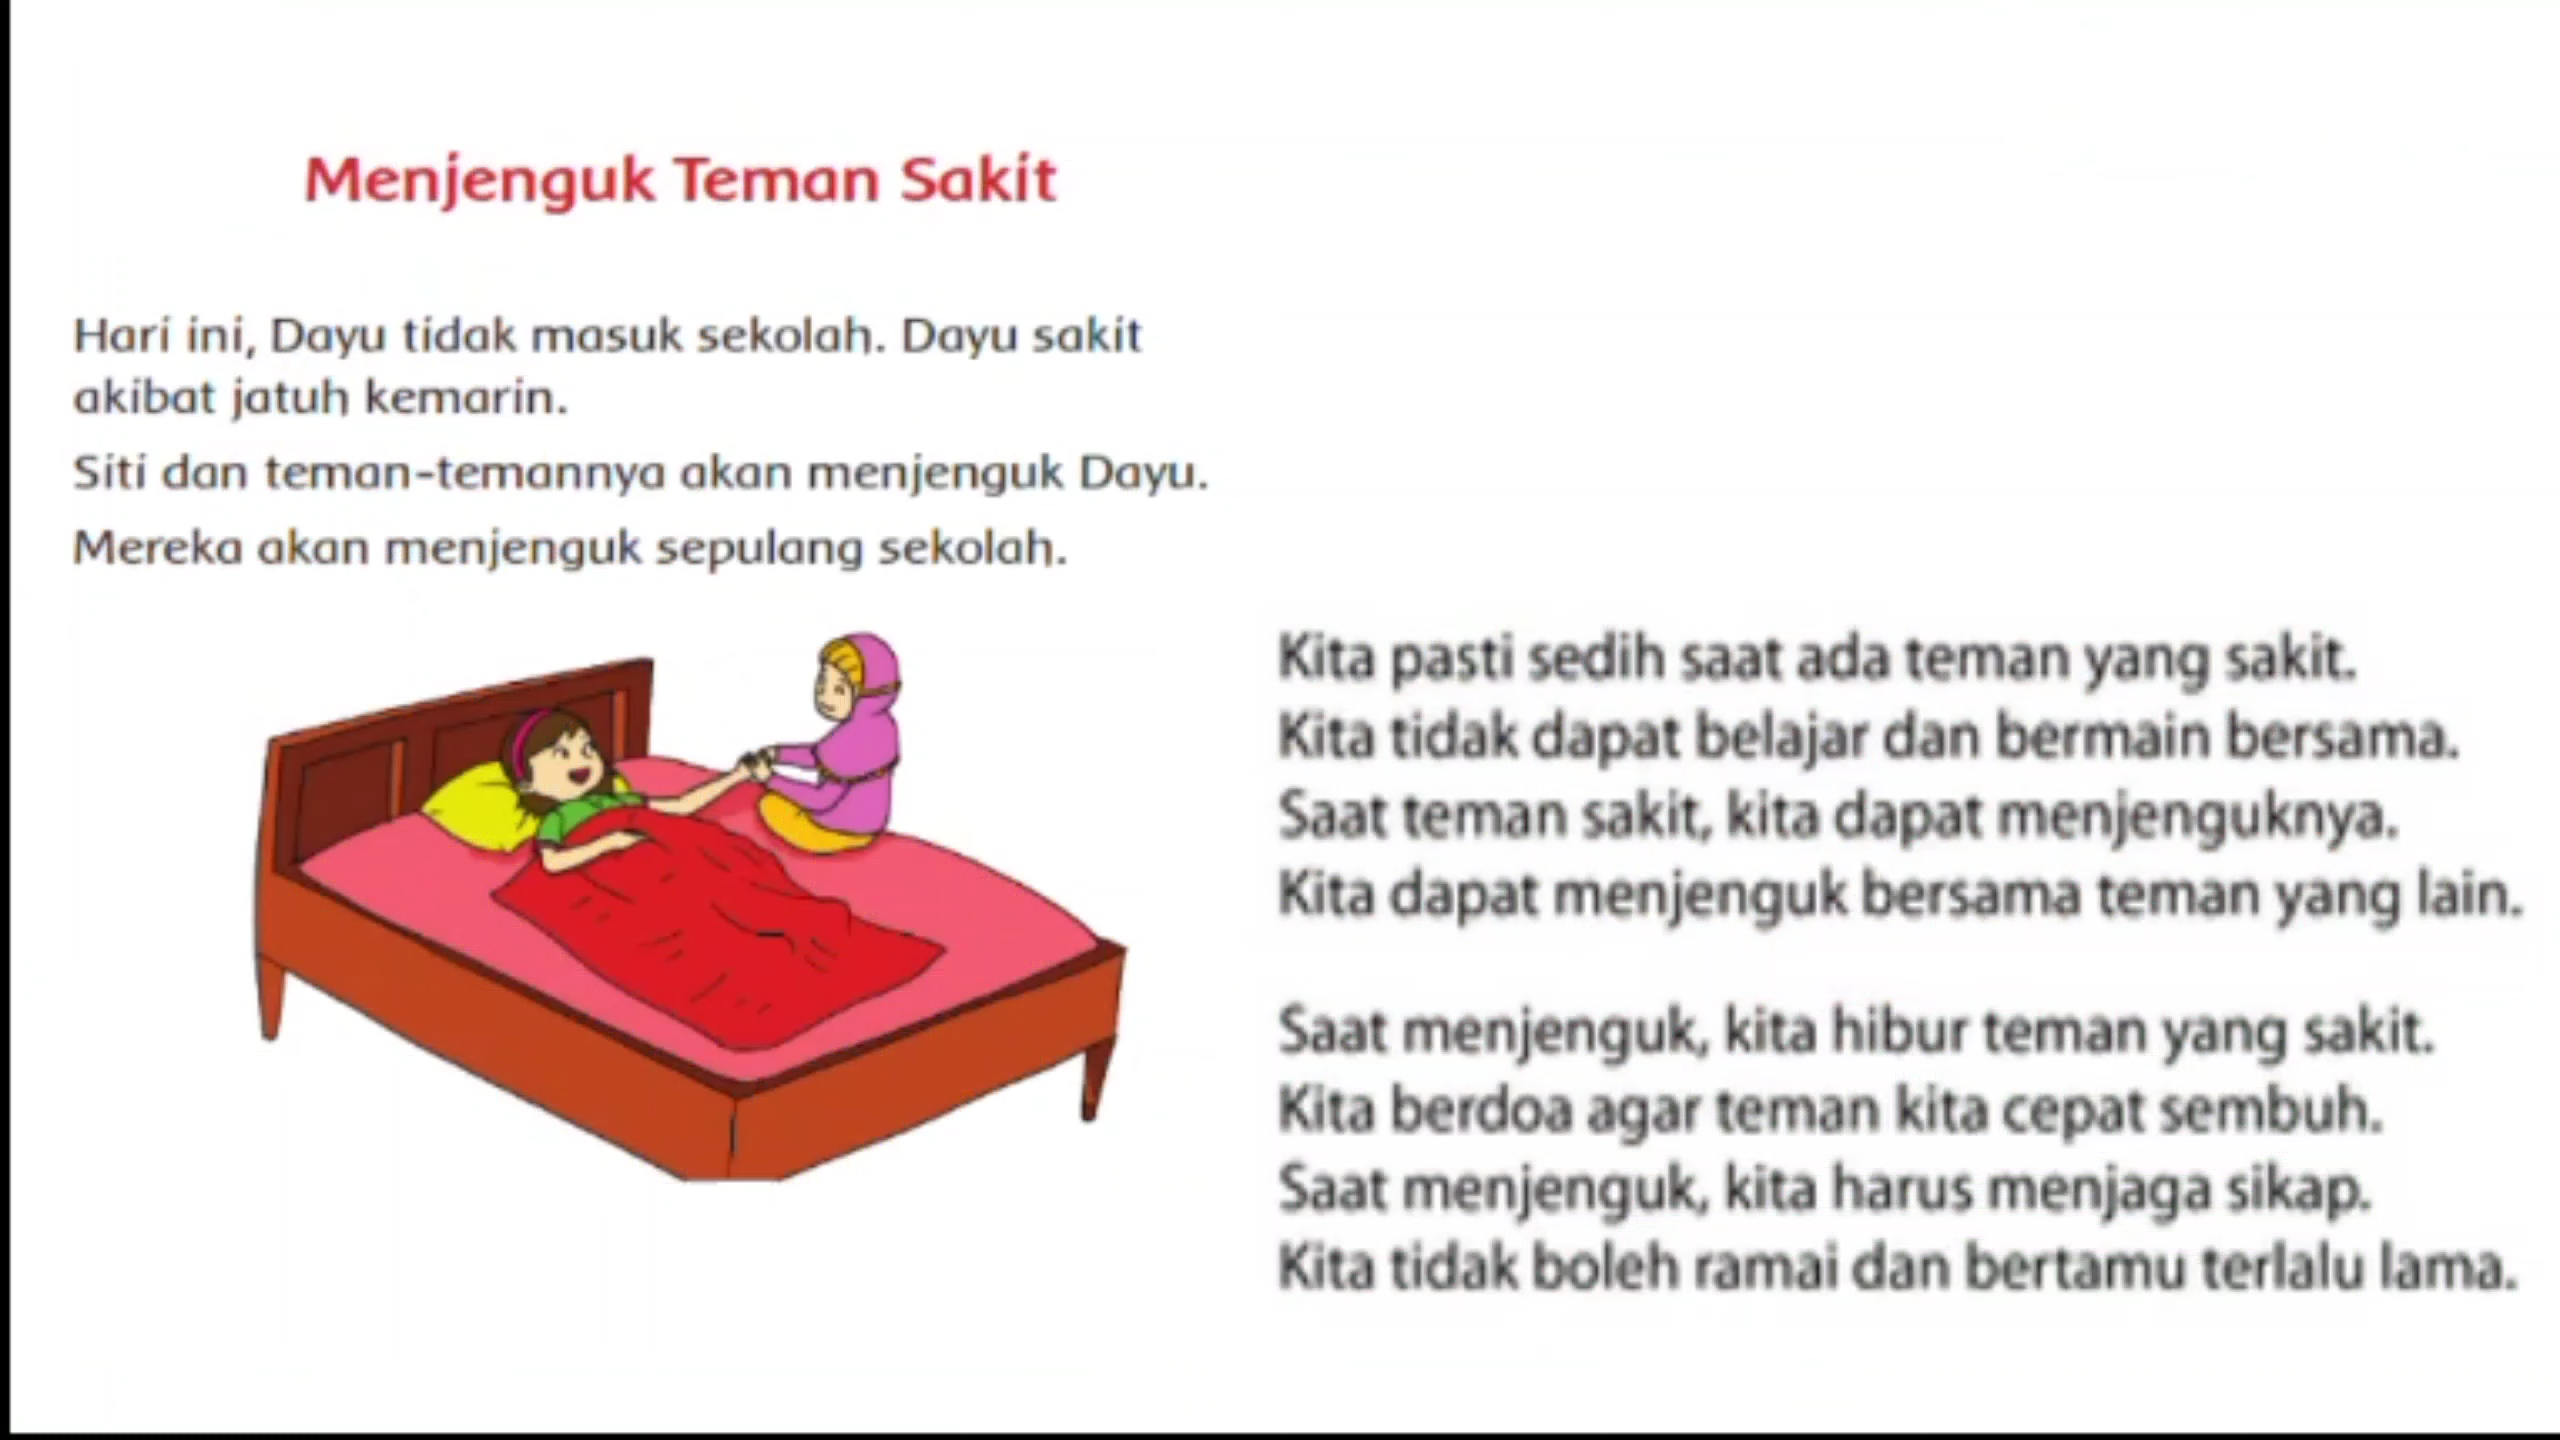 Menjenguk Teman Sakit
Hari ini, Dayu tidak masuk sekolah. Dayu sakit
akibat jatuh kemarin.
Siti dan teman-temannya akan menjenguk Dayu.
Mereka akan menjenguk sepulang sekolah.
Kita pasti sedih saat ada teman yang sakit.
Kita tidak dapat belajar dan bermain bersama.
Saat teman sakit, kita dapat menjenguknya.
Kita dapat menjenguk bersama teman yang lain.
Saat menjenguk, kita hibur teman yang sakit.
Kita berdoa agar teman kita cepat sembuh.
Saat menjenguk, kita harus menjaga sikap.
Kita tidak boleh ramai dan bertamu terlalu lama.